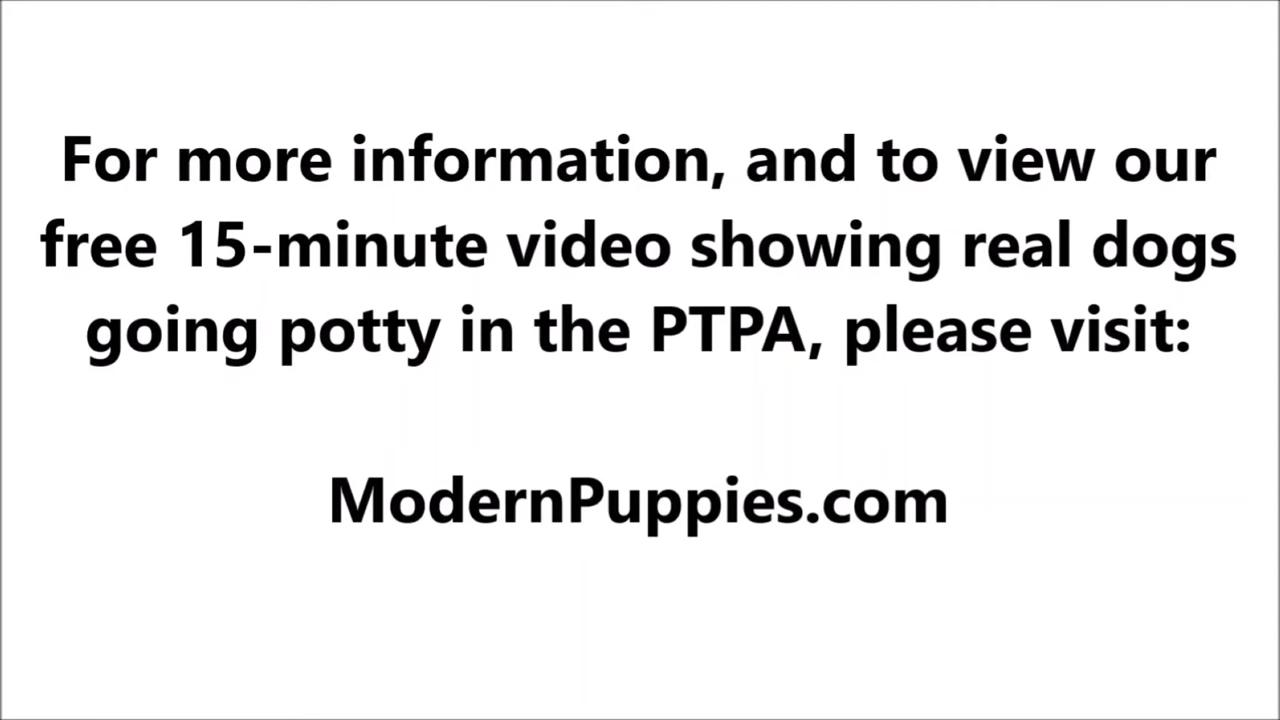 For more information, and to view our
free 15-minute video showing real dogs
going potty in the PTPA, please visit:
ModernPuppies.com